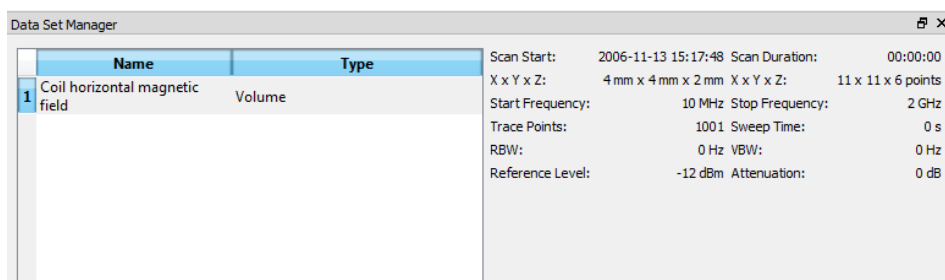 Data Set Manager
Name Type
1 Coil horizontal magnetic field Volume
Scan Start: 2006-11-13 15:17:48 Scan Duration: 00:00:00
X x Y x Z: 4 mm x 4 mm x 2 mm X x Y x Z: 11 x 11 x 6 points
Start Frequency: 10 MHz Stop Frequency: 2 GHz
Trace Points: 1001 Sweep Time: 0 s
RBW: 0 Hz VBW: 0 Hz
Reference Level: -12 dBm Attenuation: 0 dB